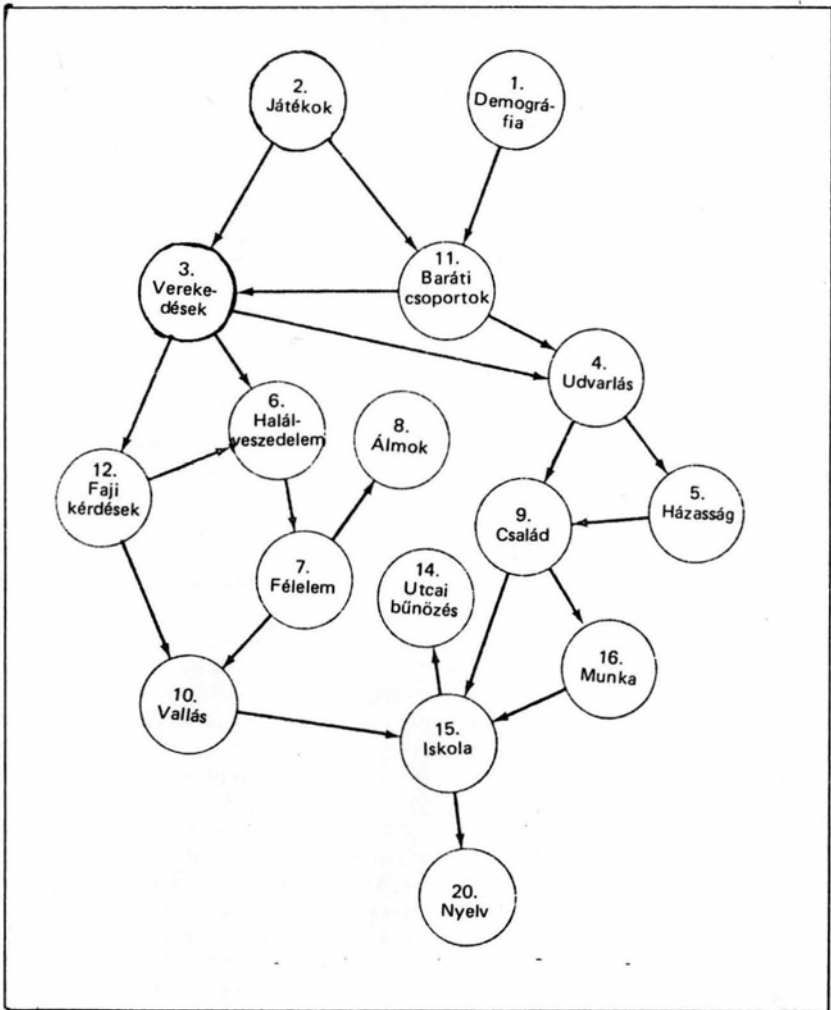 2.
Játékok
1.
Demográ-
fia
3.
Vereke-
dések
11.
Baráti
csoportok
4.
Udvarlás
6.
Halál-
veszedelem
8.
Álmok
12.
Faji
kérdések
9.
Család
5.
Házasság
7.
Félelem
14.
Utcai
bűnözés
16.
Munka
10.
Vallás
15.
Iskola
20.
Nyelv